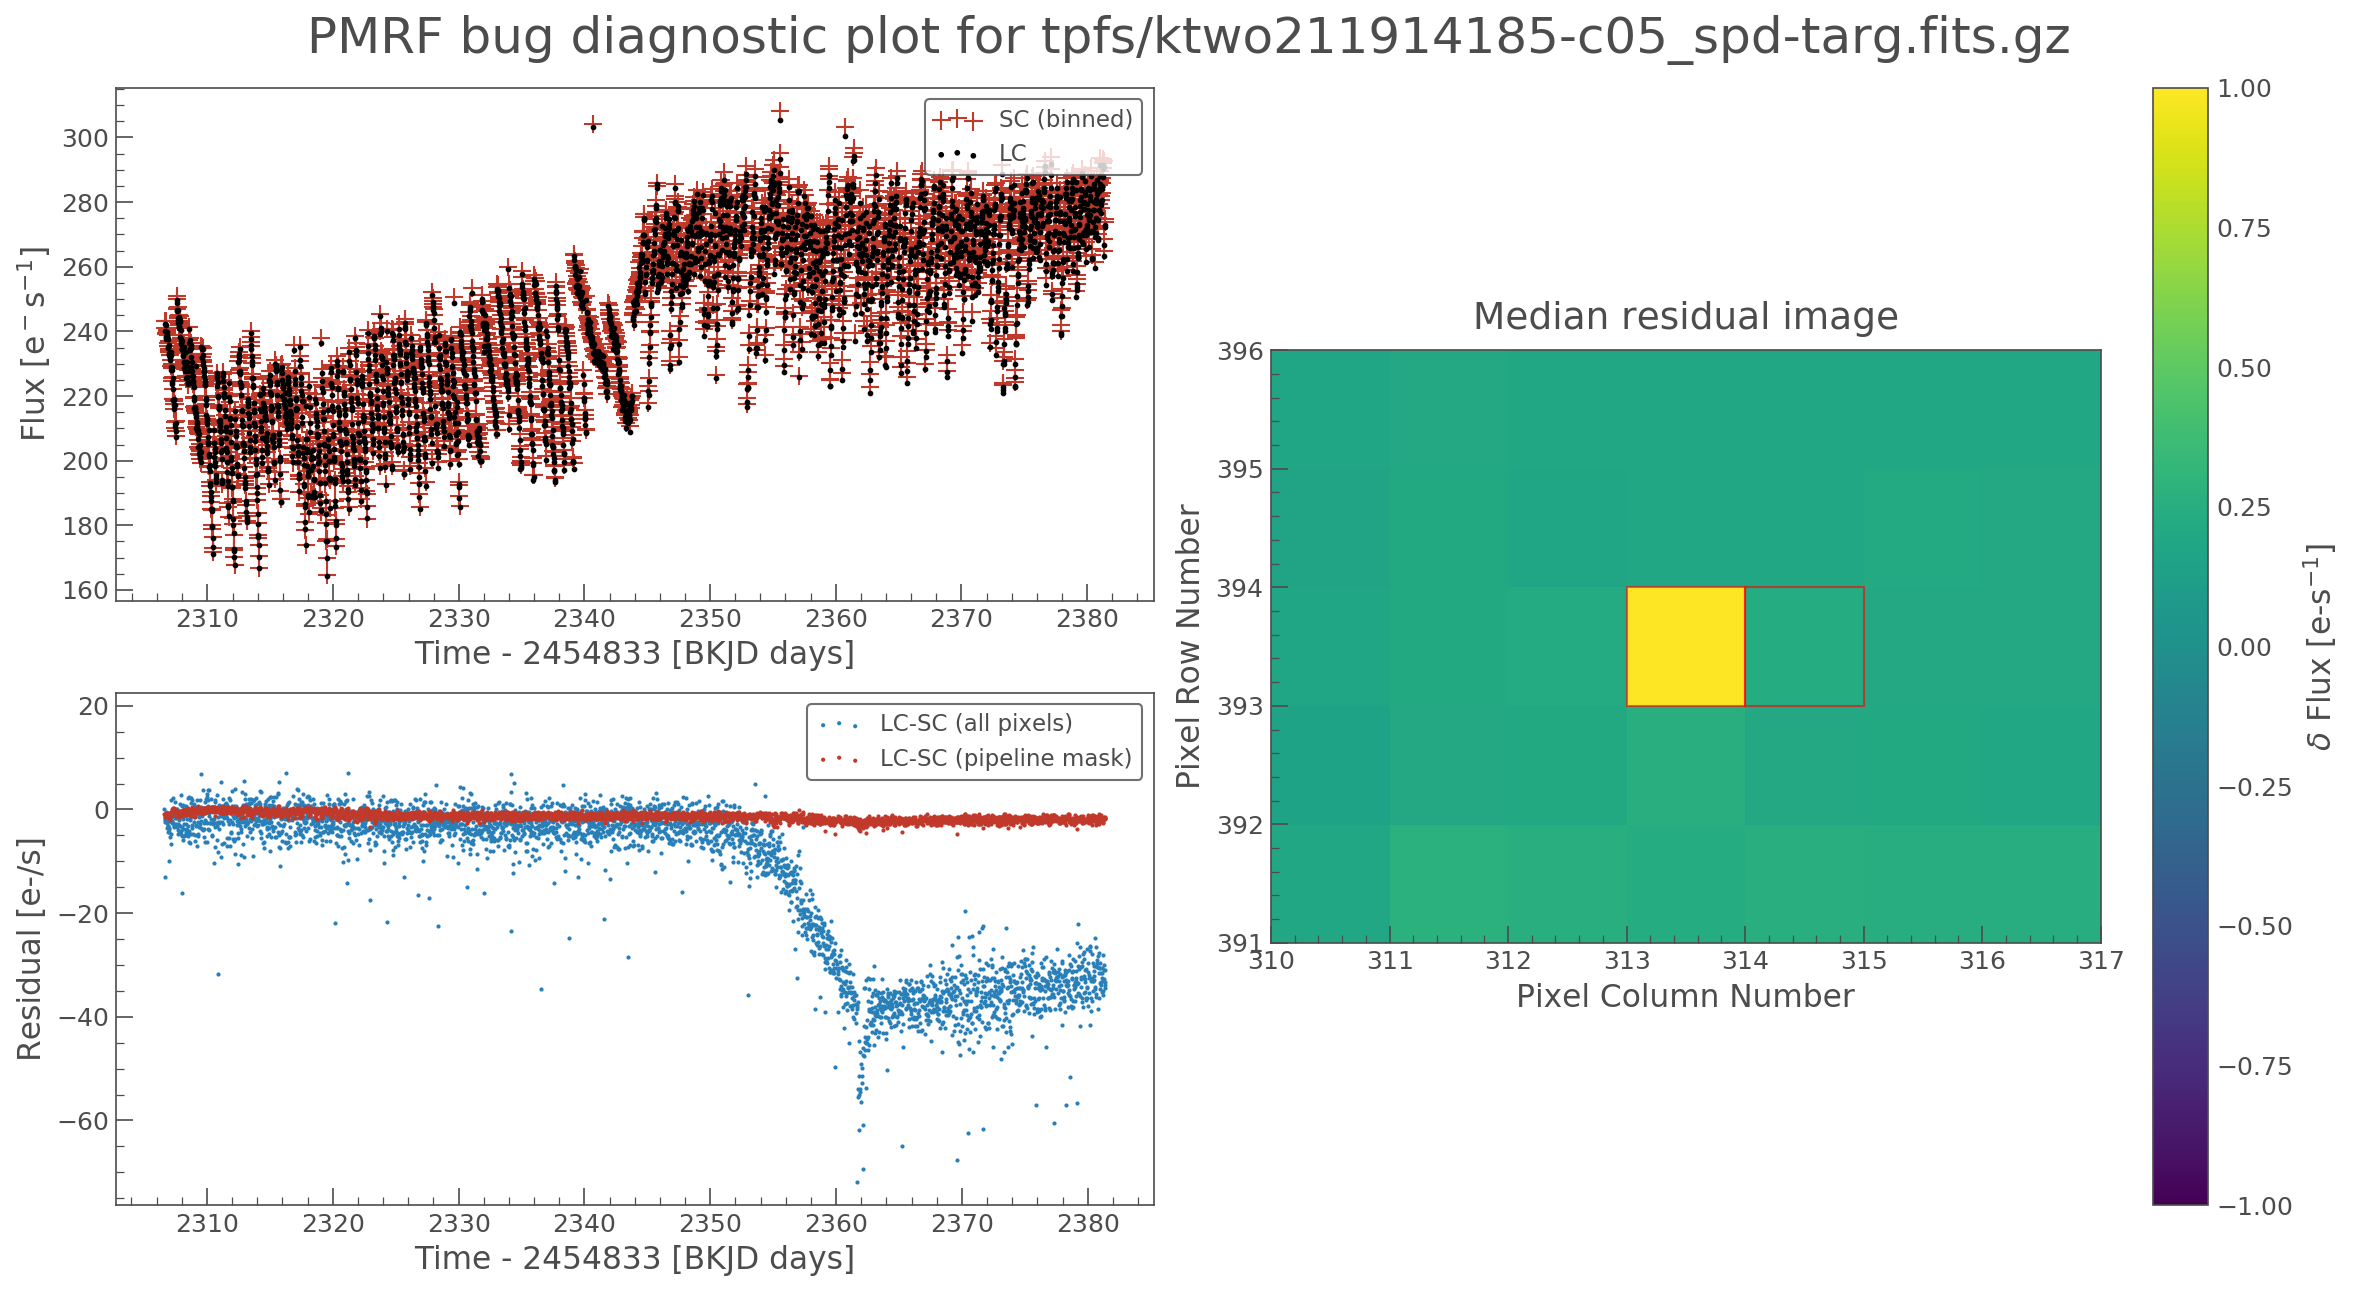 PMRF bug diagnostic plot for tpfs/ktwo211914185-c05_spd-targ.fits.gz
Flux [e⁻ s⁻¹]
300
280
260
240
220
200
180
160
SC (binned)
LC
2310 2320 2330 2340 2350 2360 2370 2380
Time - 2454833 [BKJD days]
Residual [e-/s]
20
0
−20
−40
−60
LC-SC (all pixels)
LC-SC (pipeline mask)
2310 2320 2330 2340 2350 2360 2370 2380
Time - 2454833 [BKJD days]
Median residual image
Pixel Row Number
396
395
394
393
392
391
310 311 312 313 314 315 316 317
Pixel Column Number
1.00
0.75
0.50
0.25
0.00
−0.25
−0.50
−0.75
−1.00
δ Flux [e-s⁻¹]